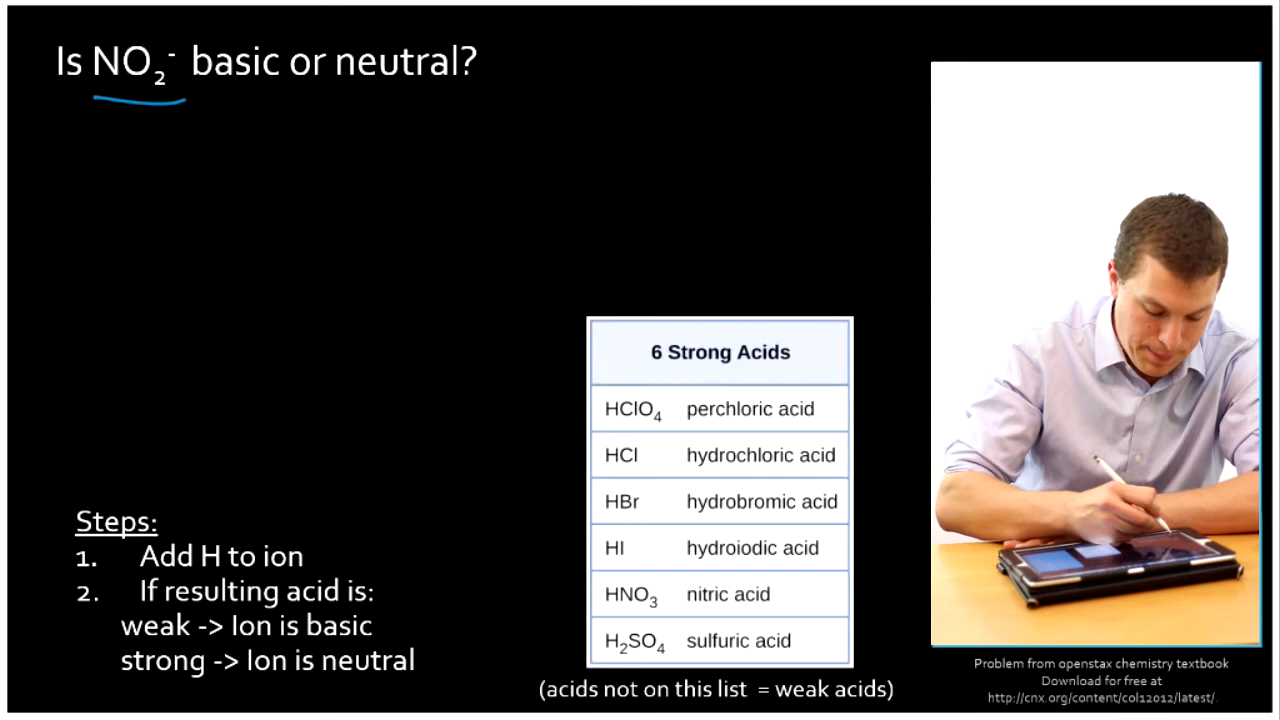 Is NO₂⁻ basic or neutral?
6 Strong Acids
HClO₄ perchloric acid
HCl hydrochloric acid
HBr hydrobromic acid
HI hydroiodic acid
HNO₃ nitric acid
H₂SO₄ sulfuric acid
(acids not on this list = weak acids)
Steps:
1. Add H to ion
2. If resulting acid is:
weak -> Ion is basic
strong -> Ion is neutral
Problem from openstax chemistry textbook
Download for free at
http://cnx.org/content/col12012/latest/.